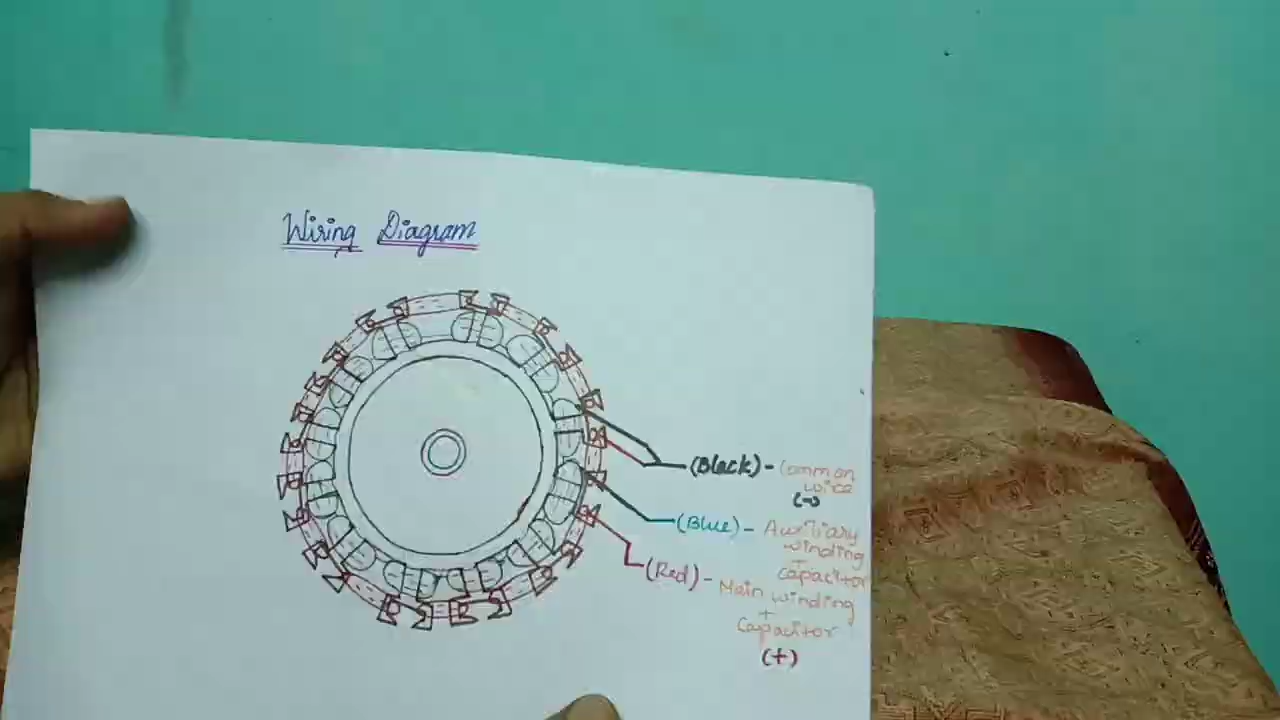 Wiring Diagram
(Black) - Common
wire
(-)
(Blue) - Auxiliary
winding
+
capacitor
(Red) - Main winding
+
Capacitor
(+)